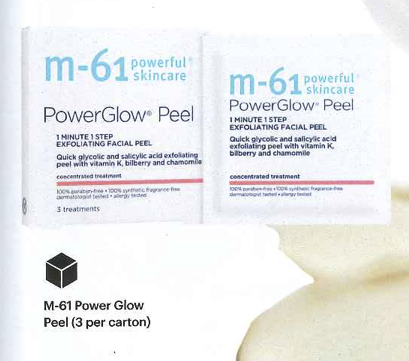 m-61 powerful®
skincare
PowerGlow® Peel
1 MINUTE 1 STEP
EXFOLIATING FACIAL PEEL
Quick glycolic and salicylic acid exfoliating
peel with vitamin K, bilberry and chamomile
concentrated treatment
100% paraben-free • 100% synthetic fragrance-free
dermatologist tested • allergy tested
3 treatments
m-61 powerful®
skincare
PowerGlow® Peel
1 MINUTE 1 STEP
EXFOLIATING FACIAL PEEL
Quick glycolic and salicylic acid
exfoliating peel with vitamin K,
bilberry and chamomile
concentrated treatment
100% paraben-free • 100% synthetic fragrance-free
dermatologist tested • allergy tested
M-61 Power Glow
Peel (3 per carton)